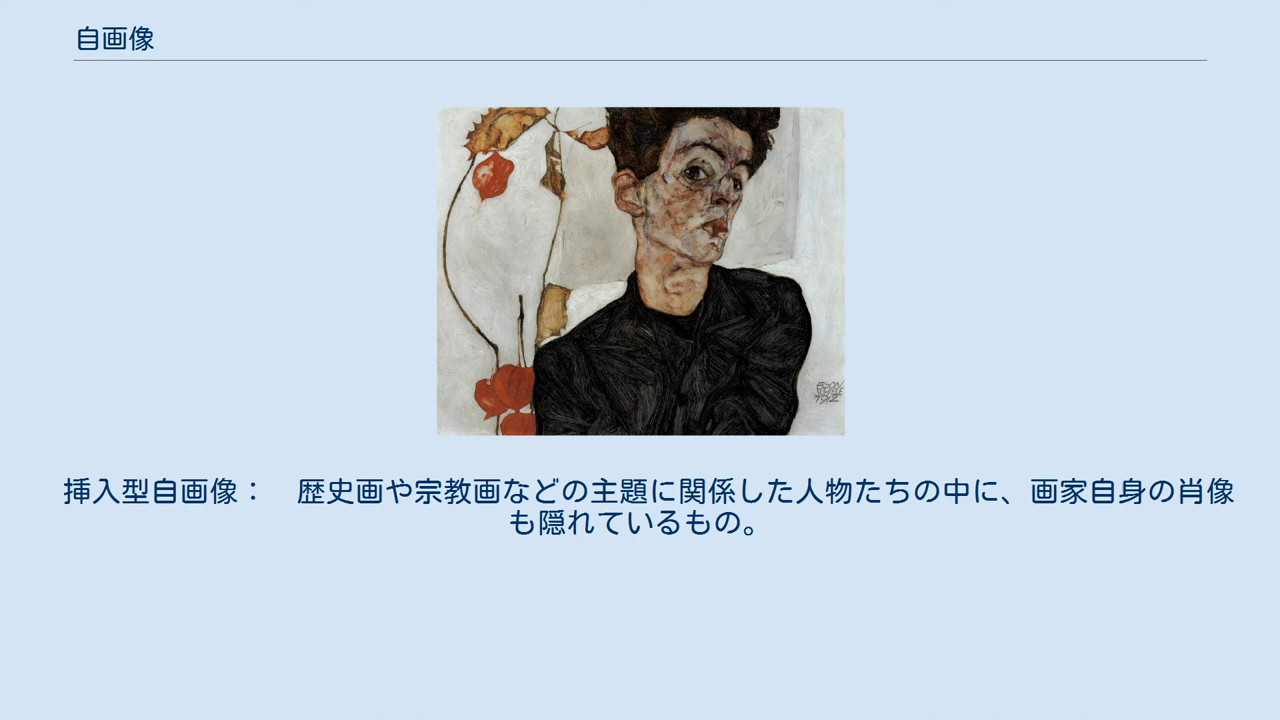 自画像
挿入型自画像：　歴史画や宗教画などの主題に関係した人物たちの中に、画家自身の肖像
も隠れているもの。